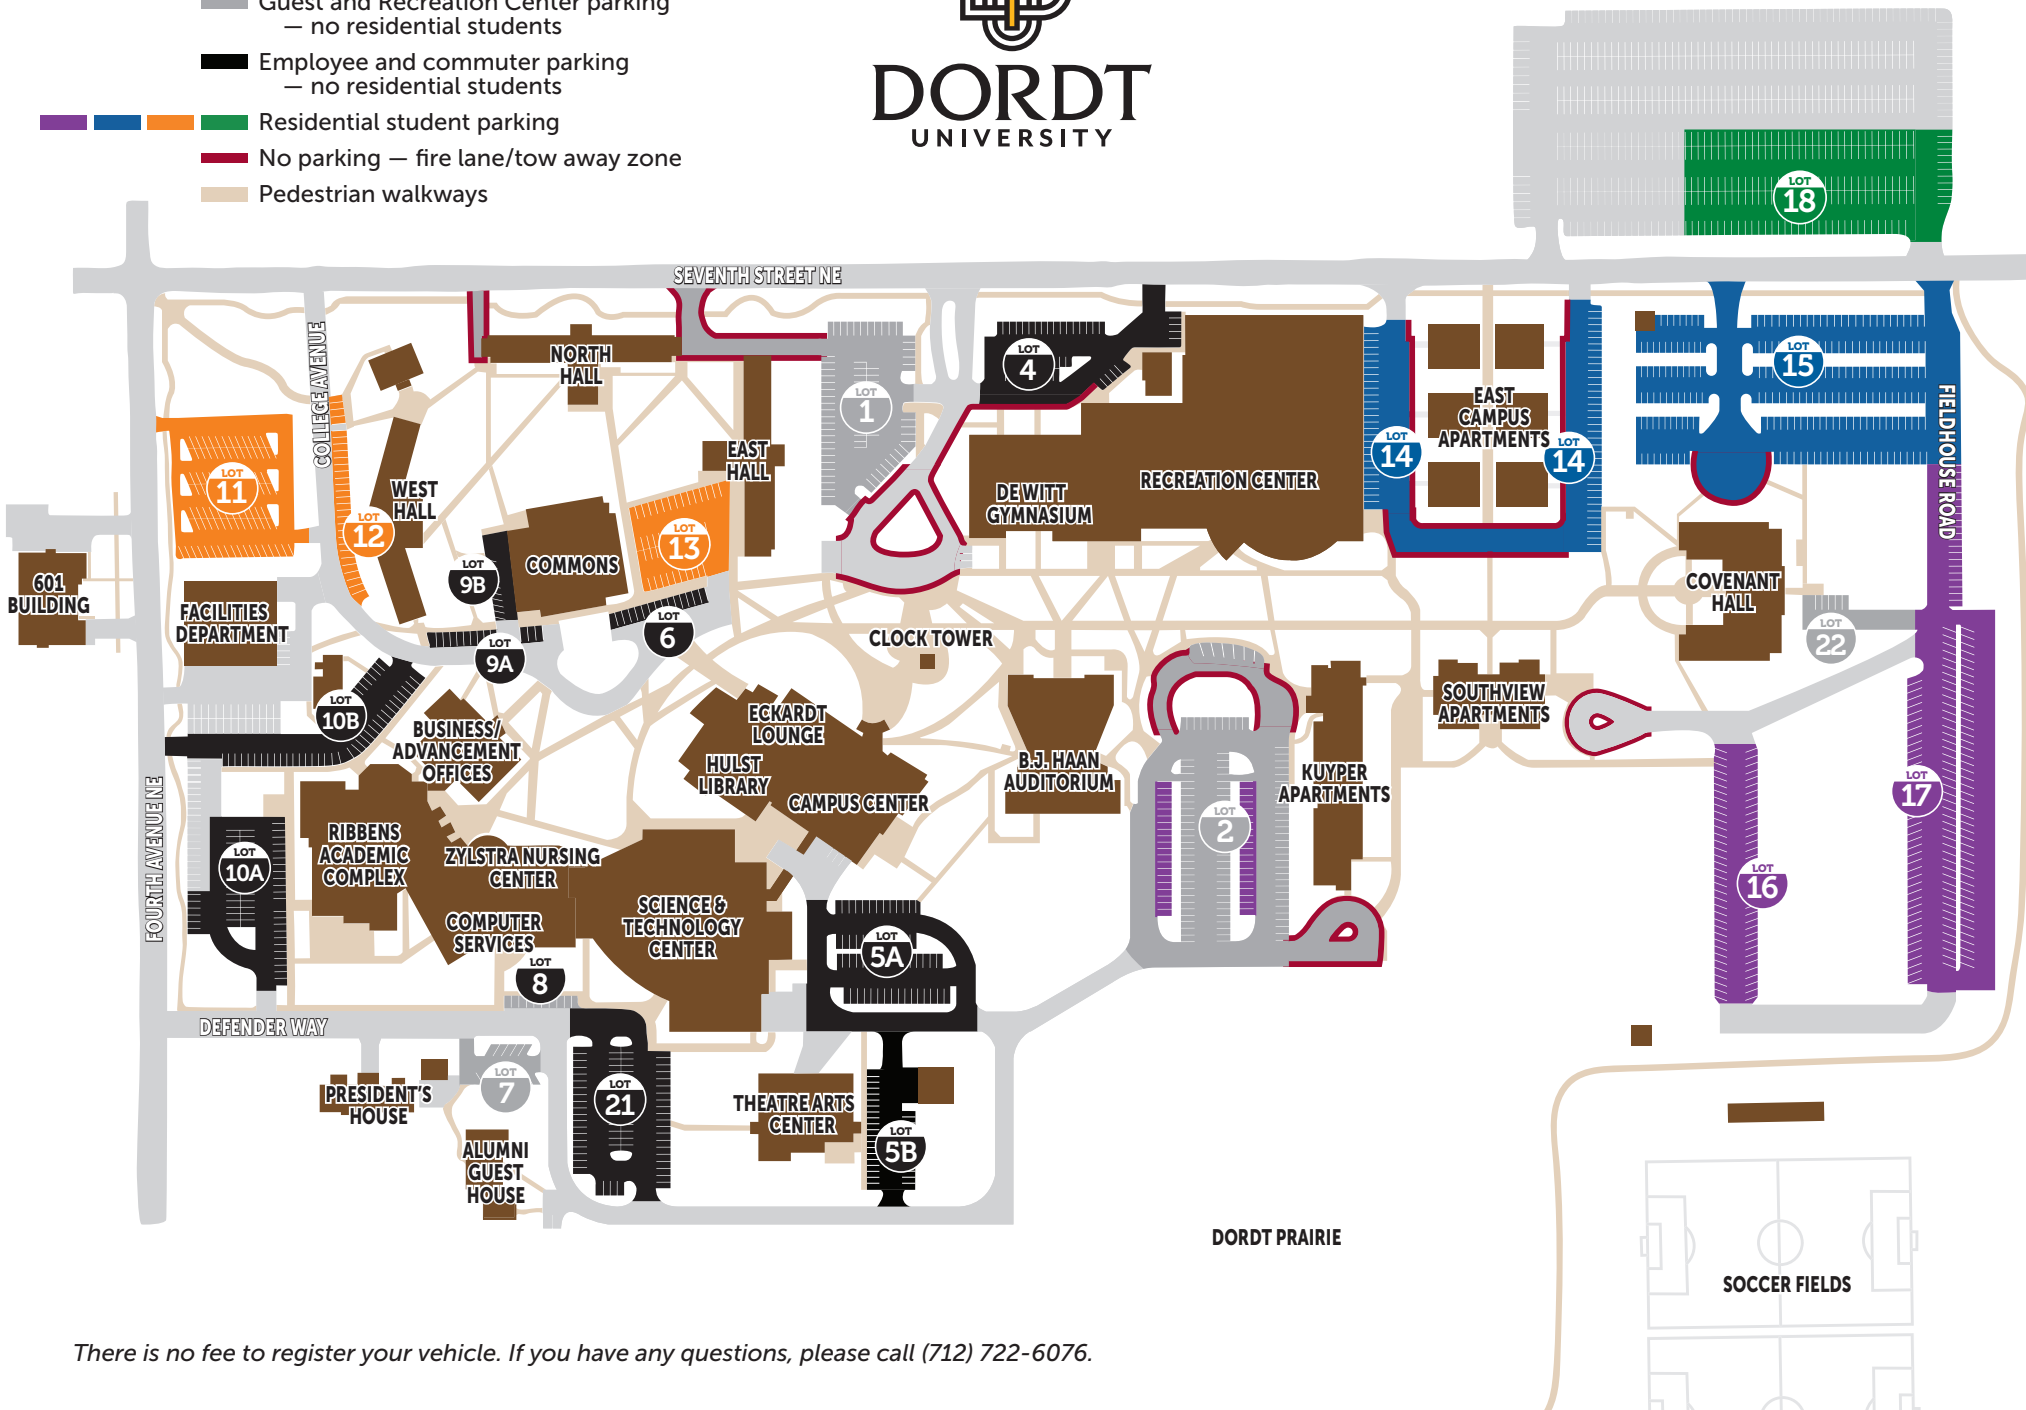 Guest and Recreation Center parking
— no residential students
Employee and commuter parking
— no residential students
Residential student parking
No parking — fire lane/tow away zone
Pedestrian walkways
DORDT
UNIVERSITY
LOT
18
SEVENTH STREET NE
COLLEGE AVENUE
NORTH
HALL
LOT
1
LOT
4
LOT
15
FIELDHOUSE ROAD
EAST
CAMPUS
APARTMENTS
LOT
14
LOT
14
EAST
HALL
LOT
11
WEST
HALL
LOT
12
LOT
13
DE WITT
GYMNASIUM
RECREATION CENTER
COMMONS
LOT
9B
601
BUILDING
FACILITIES
DEPARTMENT
LOT
6
LOT
9A
CLOCK TOWER
COVENANT
HALL
LOT
22
LOT
10B
BUSINESS/
ADVANCEMENT
OFFICES
ECKARDT
LOUNGE
HULST
LIBRARY
CAMPUS CENTER
B.J. HAAN
AUDITORIUM
KUYPER
APARTMENTS
SOUTHVIEW
APARTMENTS
LOT
17
LOT
2
LOT
16
FOURTH AVENUE NE
LOT
10A
RIBBENS
ACADEMIC
COMPLEX
ZYLSTRA NURSING
CENTER
COMPUTER
SERVICES
SCIENCE &
TECHNOLOGY
CENTER
LOT
5A
LOT
8
DEFENDER WAY
PRESIDENT'S
HOUSE
LOT
7
LOT
21
THEATRE ARTS
CENTER
LOT
5B
ALUMNI
GUEST
HOUSE
DORDT PRAIRIE
SOCCER FIELDS
There is no fee to register your vehicle. If you have any questions, please call (712) 722-6076.